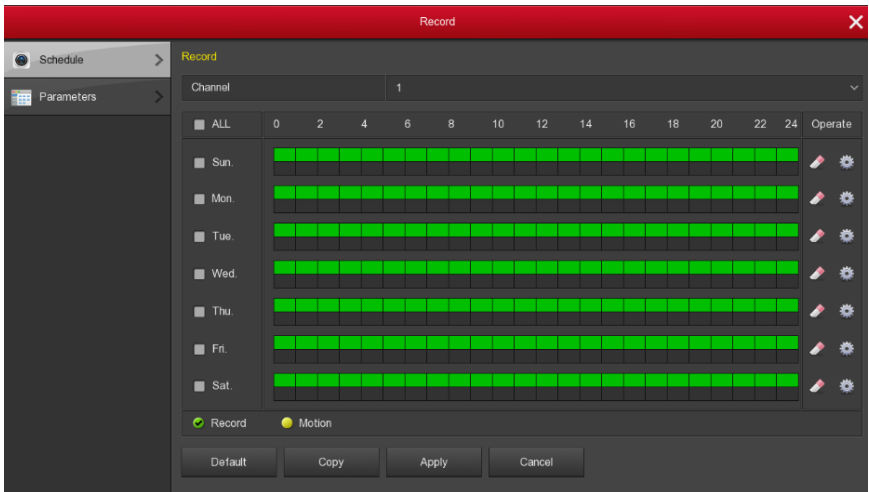 Record
Schedule
Parameters
Record
Channel 1
ALL 0 2 4 6 8 10 12 14 16 18 20 22 24 Operate
Sun.
Mon.
Tue.
Wed.
Thu.
Fri.
Sat.
Record Motion
Default Copy Apply Cancel